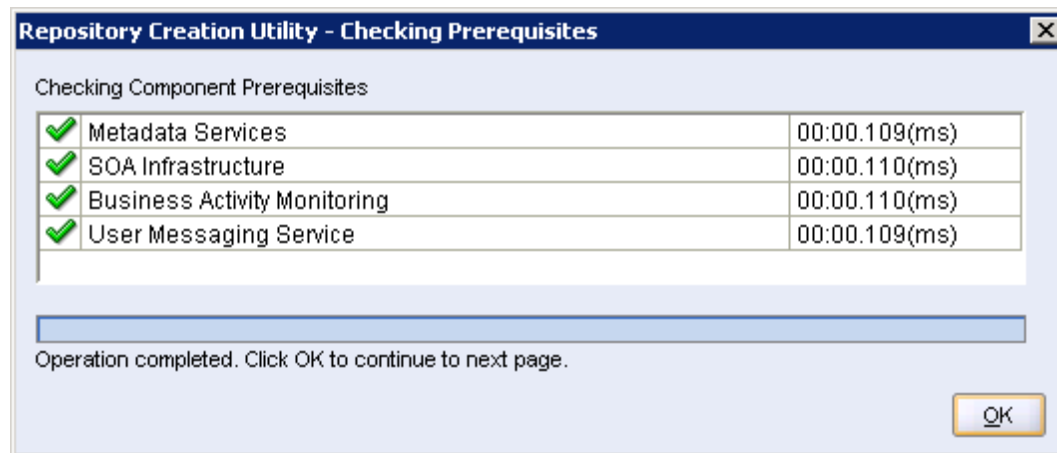 Repository Creation Utility - Checking Prerequisites
Checking Component Prerequisites
Metadata Services 00:00.109(ms)
SOA Infrastructure 00:00.110(ms)
Business Activity Monitoring 00:00.110(ms)
User Messaging Service 00:00.109(ms)
Operation completed. Click OK to continue to next page.
OK